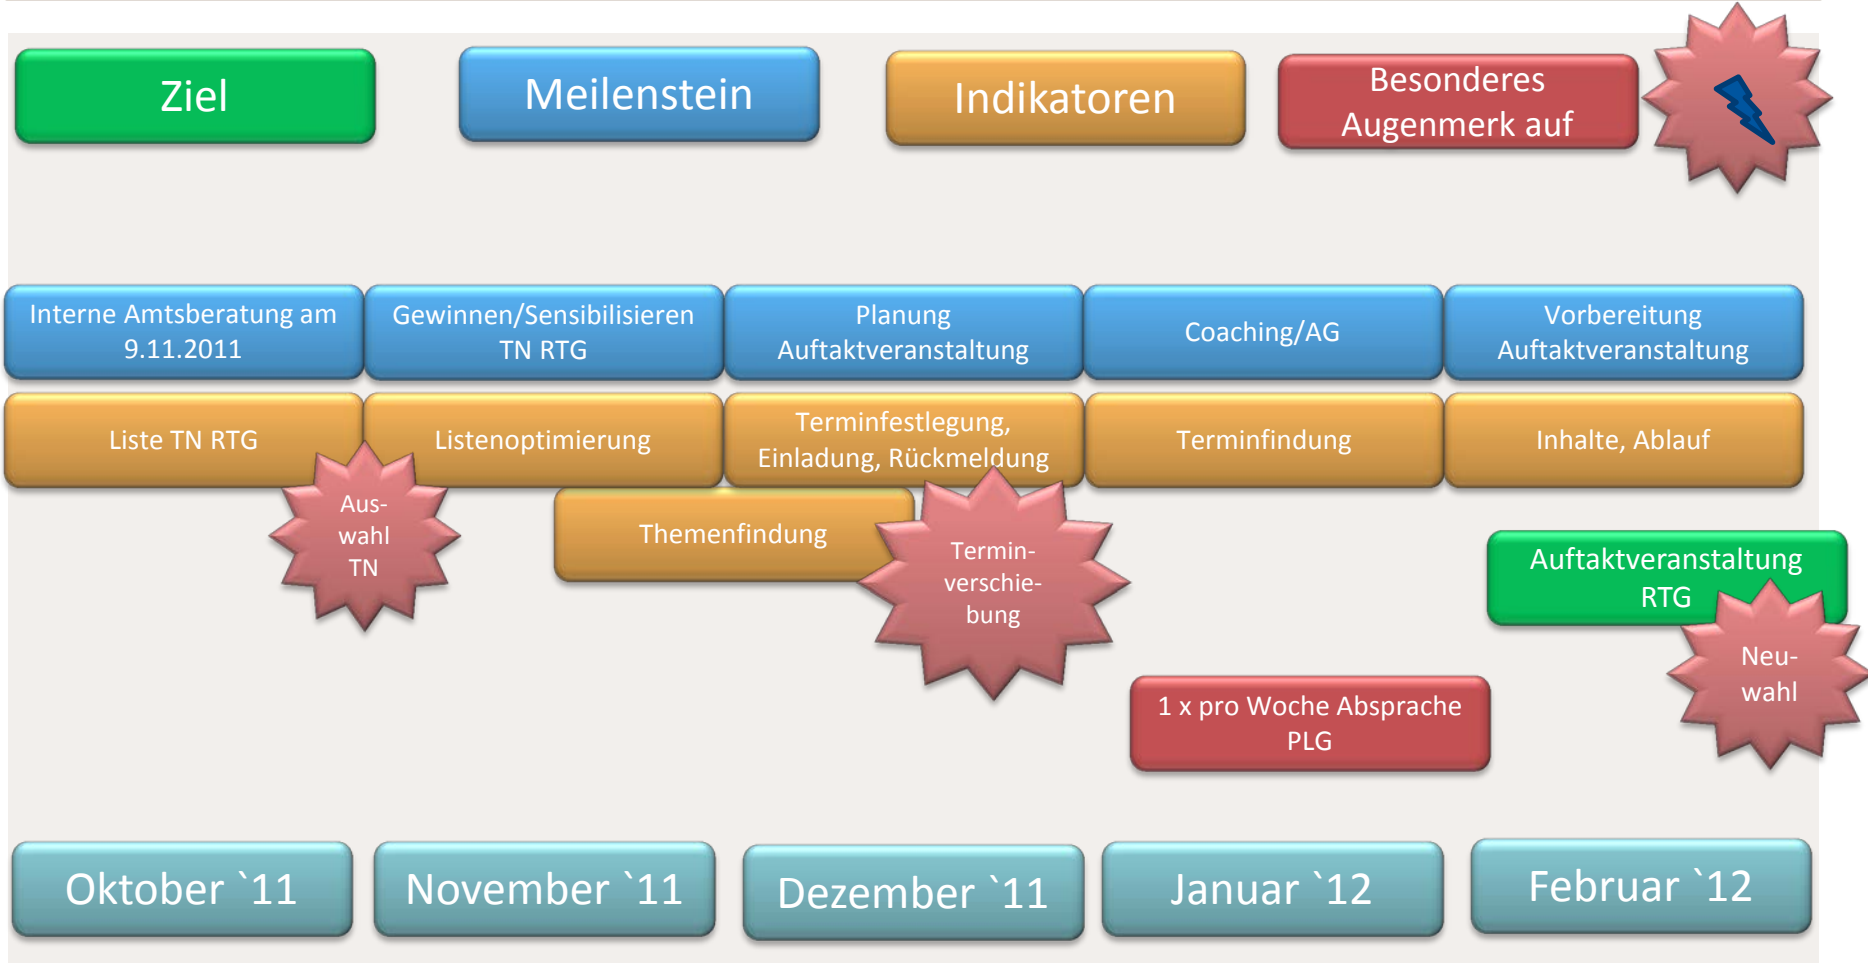 Ziel
Meilenstein
Indikatoren
Besonderes
Augenmerk auf
Interne Amtsberatung am
9.11.2011
Gewinnen/Sensibilisieren
TN RTG
Planung
Auftaktveranstaltung
Coaching/AG
Vorbereitung
Auftaktveranstaltung
Liste TN RTG
Listenoptimierung
Terminfestlegung,
Einladung, Rückmeldung
Terminfindung
Inhalte, Ablauf
Aus-
wahl
TN
Themenfindung
Termin-
verschie-
bung
Auftaktveranstaltung
RTG
Neu-
wahl
1 x pro Woche Absprache
PLG
Oktober `11
November `11
Dezember `11
Januar `12
Februar `12